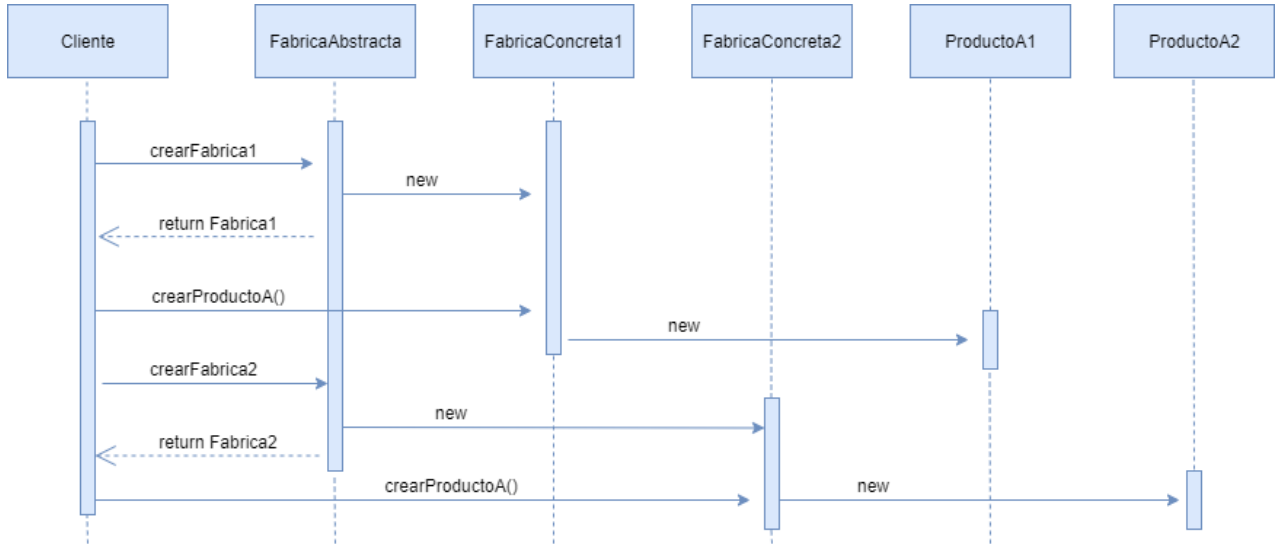 Cliente
FabricaAbstracta
FabricaConcreta1
FabricaConcreta2
ProductoA1
ProductoA2
crearFabrica1
new
return Fabrica1
crearProductoA()
new
crearFabrica2
new
return Fabrica2
crearProductoA()
new